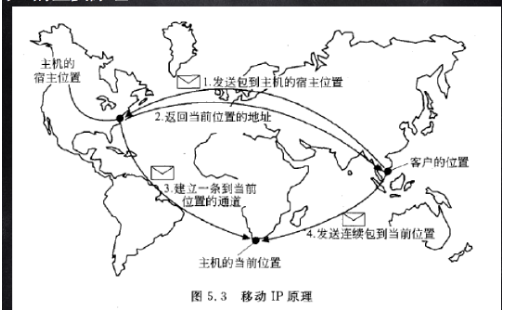 主机的
宿主位置
1.发送包到主机的宿主位置
2.返回当前位置的地址
客户的位置
3.建立一条到当前
位置的通道
4.发送连续包到当前位置
主机的当前位置
图 5.3 移动 IP 原理